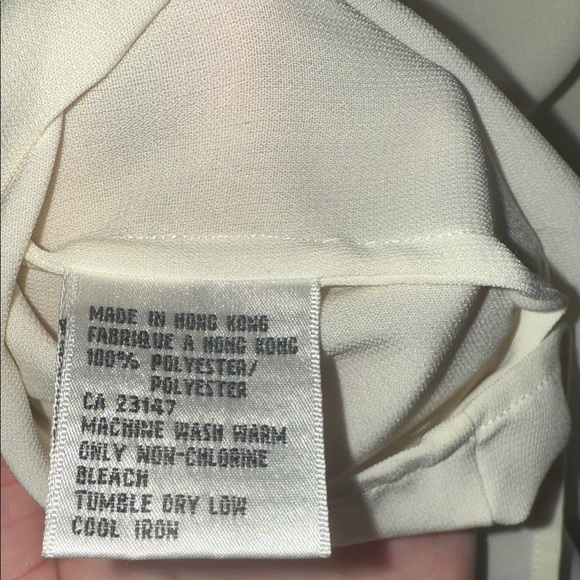 MADE IN HONG KONG
FABRIQUE A HONG KONG
100% POLYESTER/
POLYESTER
CA 23147
MACHINE WASH WARM
ONLY NON-CHLORINE
BLEACH
TUMBLE DRY LOW
COOL IRON